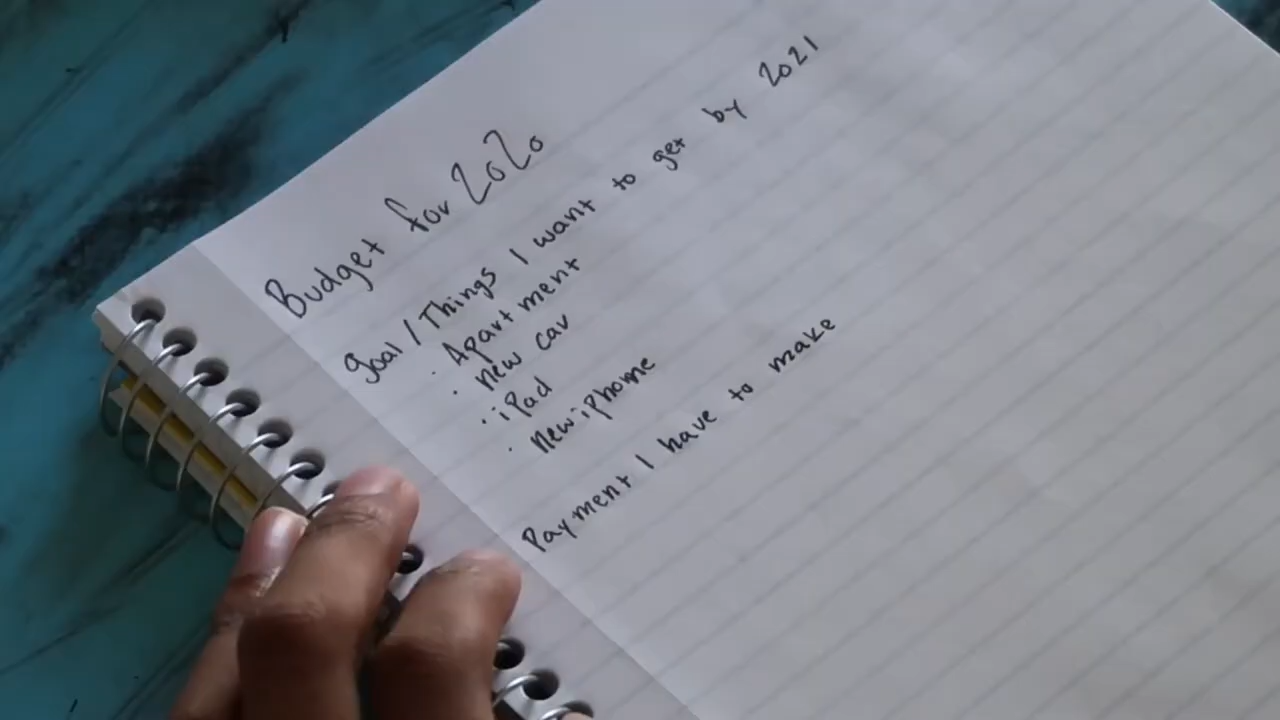 Budget for 2020
Goal / Things I want to get by 2021
· Apartment
· New car
· iPad
· New iphone
Payment I have to make